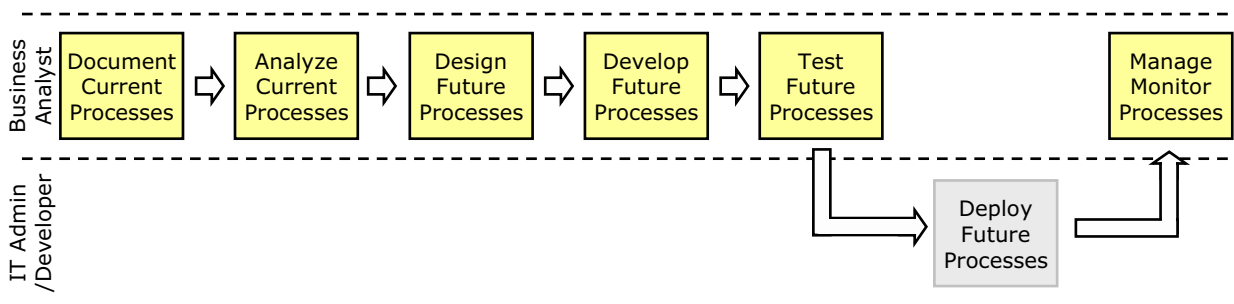 Business
Analyst
Document
Current
Processes
Analyze
Current
Processes
Design
Future
Processes
Develop
Future
Processes
Test
Future
Processes
Manage
Monitor
Processes
IT Admin
/Developer
Deploy
Future
Processes